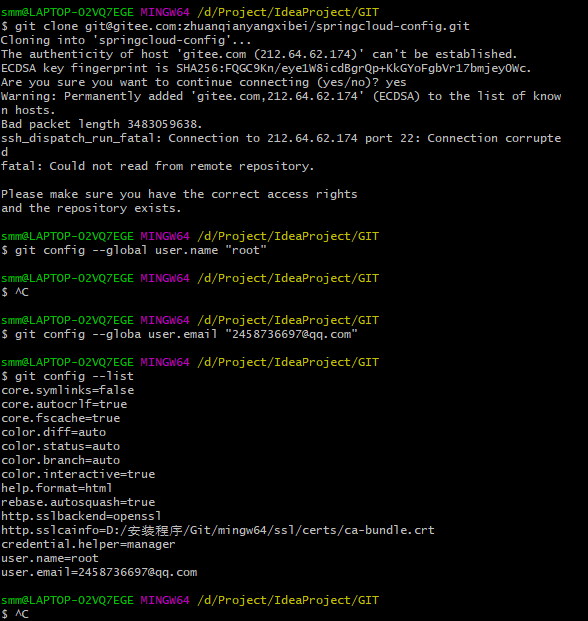 smm@LAPTOP-O2VQ7EGE MINGW64 /d/Project/IdeaProject/GIT
$ git clone git@gitee.com:zhuanqianyangxibei/springcloud-config.git
Cloning into 'springcloud-config'...
The authenticity of host 'gitee.com (212.64.62.174)' can't be established.
ECDSA key fingerprint is SHA256:FQGC9Kn/eye1W8icdBgrQp+KkGYoFgbVr17bmjey0Wc.
Are you sure you want to continue connecting (yes/no)? yes
Warning: Permanently added 'gitee.com,212.64.62.174' (ECDSA) to the list of know
n hosts.
Bad packet length 3483059638.
ssh_dispatch_run_fatal: Connection to 212.64.62.174 port 22: Connection corrupte
d
fatal: Could not read from remote repository.
Please make sure you have the correct access rights
and the repository exists.
smm@LAPTOP-O2VQ7EGE MINGW64 /d/Project/IdeaProject/GIT
$ git config --global user.name "root"
smm@LAPTOP-O2VQ7EGE MINGW64 /d/Project/IdeaProject/GIT
$ ^C
smm@LAPTOP-O2VQ7EGE MINGW64 /d/Project/IdeaProject/GIT
$ git config --globa user.email "2458736697@qq.com"
smm@LAPTOP-O2VQ7EGE MINGW64 /d/Project/IdeaProject/GIT
$ git config --list
core.symlinks=false
core.autocrlf=true
core.fscache=true
color.diff=auto
color.status=auto
color.branch=auto
color.interactive=true
help.format=html
rebase.autosquash=true
http.sslbackend=openssl
http.sslcainfo=D:/安装程序/Git/mingw64/ssl/certs/ca-bundle.crt
credential.helper=manager
user.name=root
user.email=2458736697@qq.com
smm@LAPTOP-O2VQ7EGE MINGW64 /d/Project/IdeaProject/GIT
$ ^C